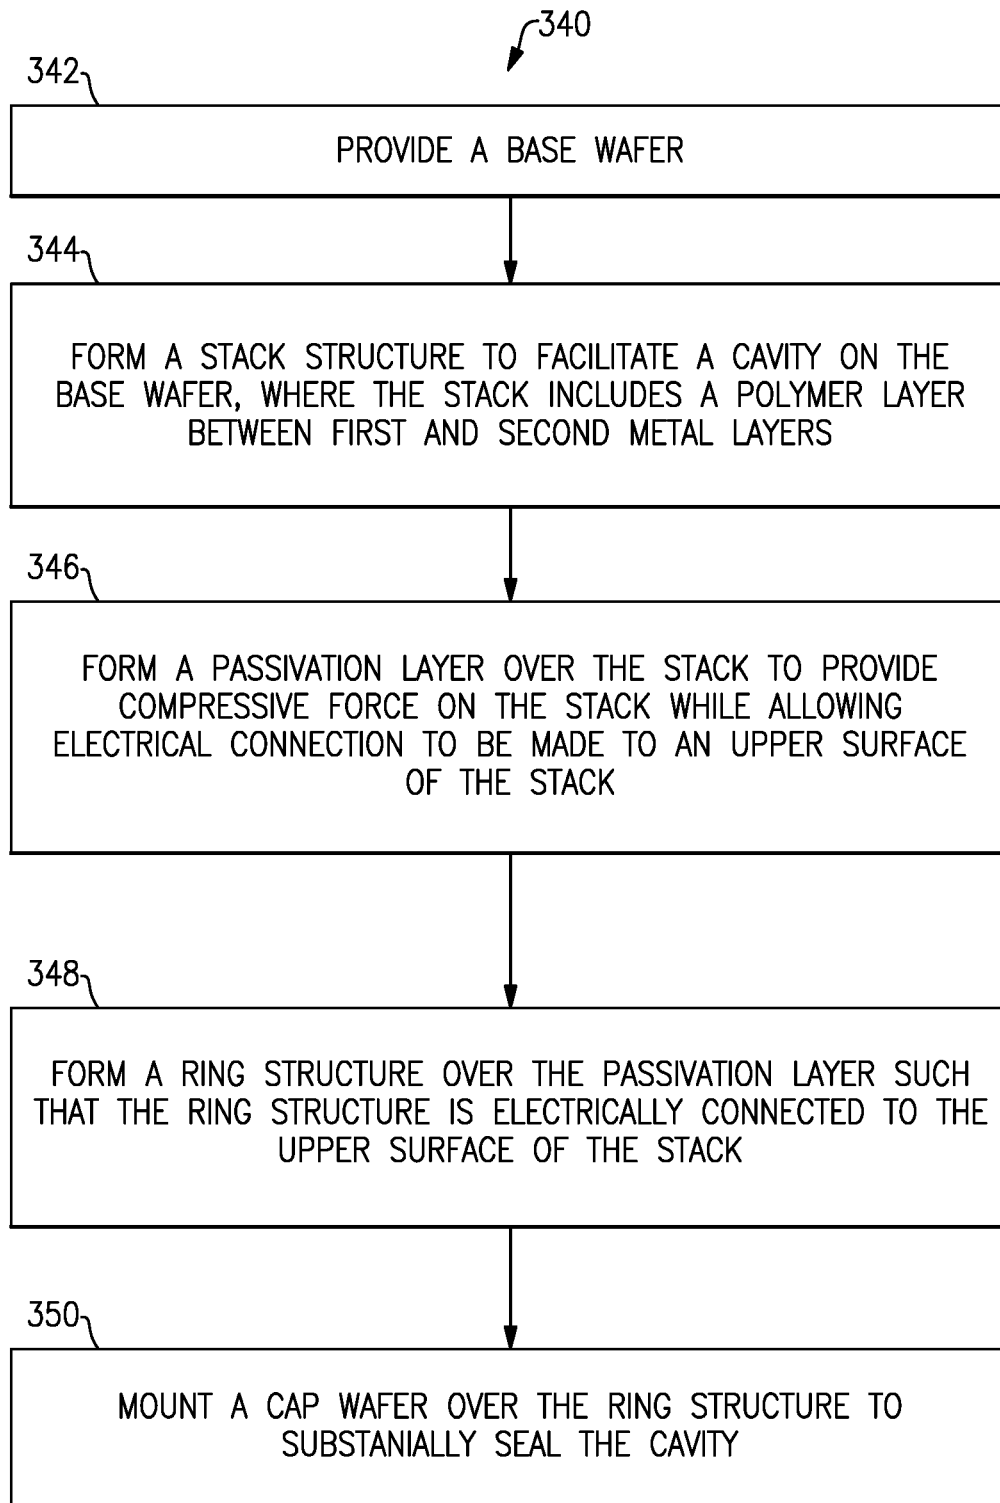 340
342
PROVIDE A BASE WAFER
344
FORM A STACK STRUCTURE TO FACILITATE A CAVITY ON THE
BASE WAFER, WHERE THE STACK INCLUDES A POLYMER LAYER
BETWEEN FIRST AND SECOND METAL LAYERS
346
FORM A PASSIVATION LAYER OVER THE STACK TO PROVIDE
COMPRESSIVE FORCE ON THE STACK WHILE ALLOWING
ELECTRICAL CONNECTION TO BE MADE TO AN UPPER SURFACE
OF THE STACK
348
FORM A RING STRUCTURE OVER THE PASSIVATION LAYER SUCH
THAT THE RING STRUCTURE IS ELECTRICALLY CONNECTED TO THE
UPPER SURFACE OF THE STACK
350
MOUNT A CAP WAFER OVER THE RING STRUCTURE TO
SUBSTANIALLY SEAL THE CAVITY